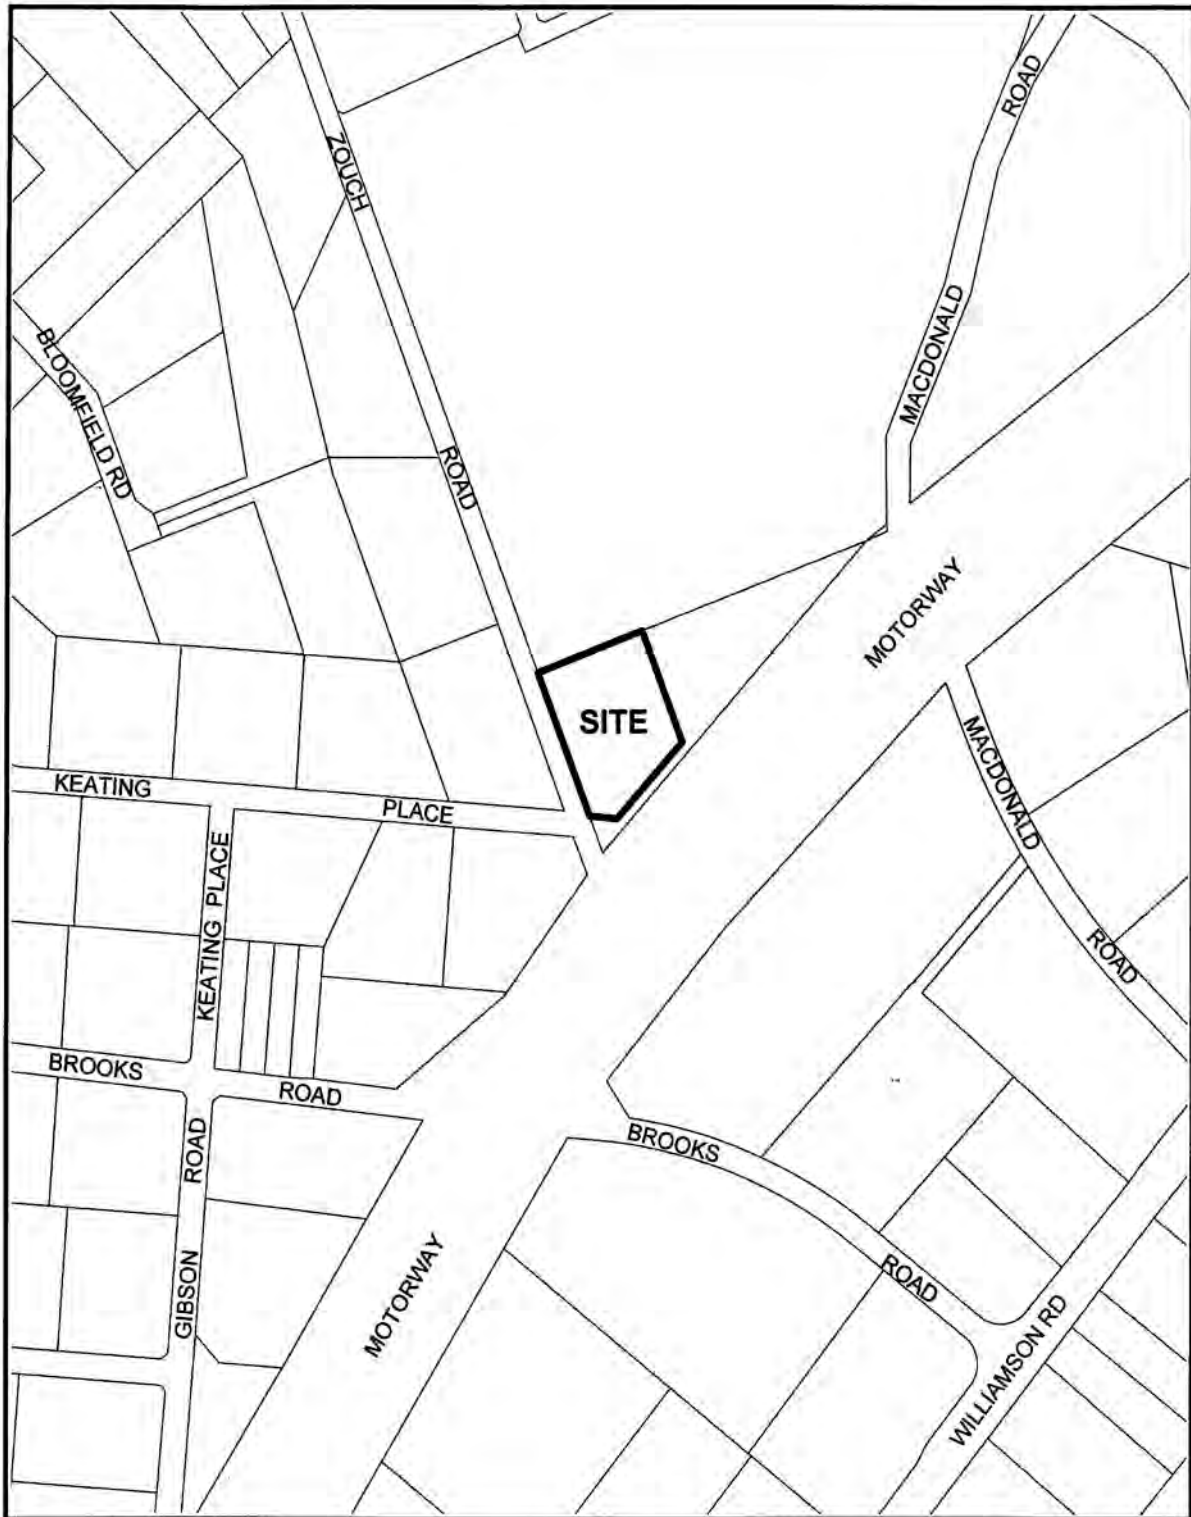 ROAD
ZOUCH
MACDONALD
BLOOMFIELD RD
ROAD
MOTORWAY
SITE
MACDONALD
KEATING
PLACE
KEATING PLACE
ROAD
BROOKS
ROAD
BROOKS
ROAD
GIBSON
MOTORWAY
ROAD
WILLIAMSON RD